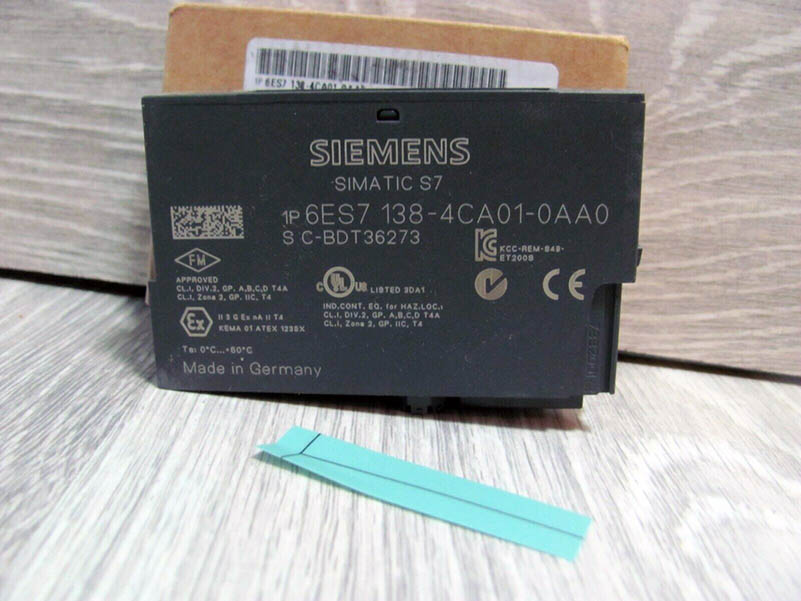 1P 6ES7 138-4CA01-0AA0
SIEMENS
SIMATIC S7
1P 6ES7 138-4CA01-0AA0
S C-BDT36273
KCC-REM-S49-
ET200S
FM
APPROVED
CL.I, DIV.2, GP. A,B,C,D T4A
CL.I, Zone 2, GP. IIC, T4
C UL US LISTED
IND.CONT. EQ. for HAZ.LOC.:
CL.I, DIV.2, GP. A,B,C,D T4A
CL.I, Zone 2, GP. IIC, T4
CE
Ex
II 3 G Ex nA II T4
KEMA 01 ATEX 1238X
Ta: 0°C...+60°C
Made in Germany